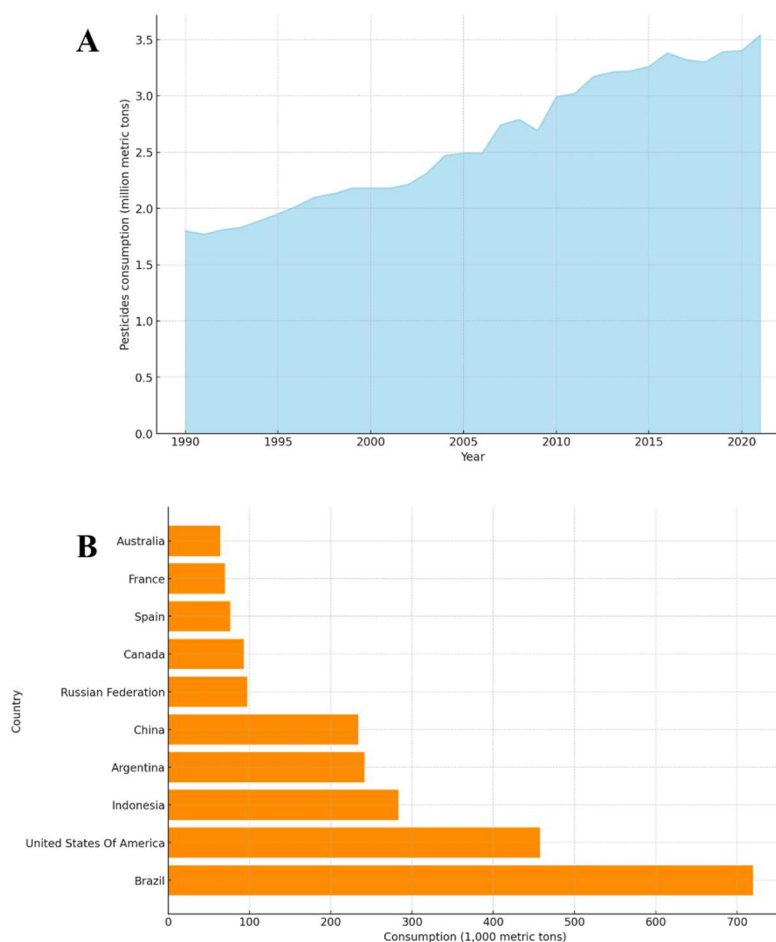 A
Pesticides consumption (million metric tons)
3.5
3.0
2.5
2.0
1.5
1.0
0.5
0.0
1990 1995 2000 2005 2010 2015 2020
Year
B
Country
Australia
France
Spain
Canada
Russian Federation
China
Argentina
Indonesia
United States Of America
Brazil
0 100 200 300 400 500 600 700
Consumption (1,000 metric tons)